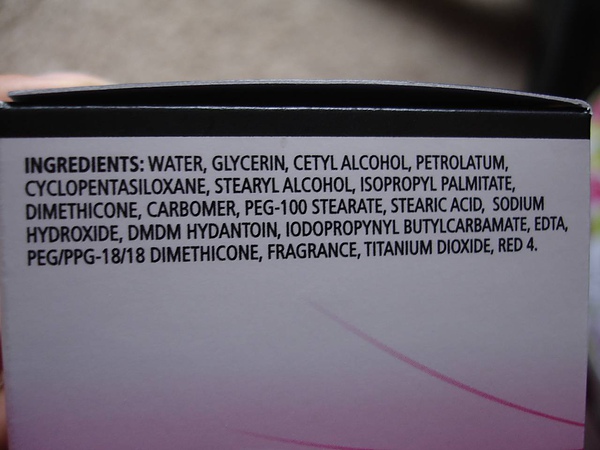 INGREDIENTS: WATER, GLYCERIN, CETYL ALCOHOL, PETROLATUM,
CYCLOPENTASILOXANE, STEARYL ALCOHOL, ISOPROPYL PALMITATE,
DIMETHICONE, CARBOMER, PEG-100 STEARATE, STEARIC ACID, SODIUM
HYDROXIDE, DMDM HYDANTOIN, IODOPROPYNYL BUTYLCARBAMATE, EDTA,
PEG/PPG-18/18 DIMETHICONE, FRAGRANCE, TITANIUM DIOXIDE, RED 4.